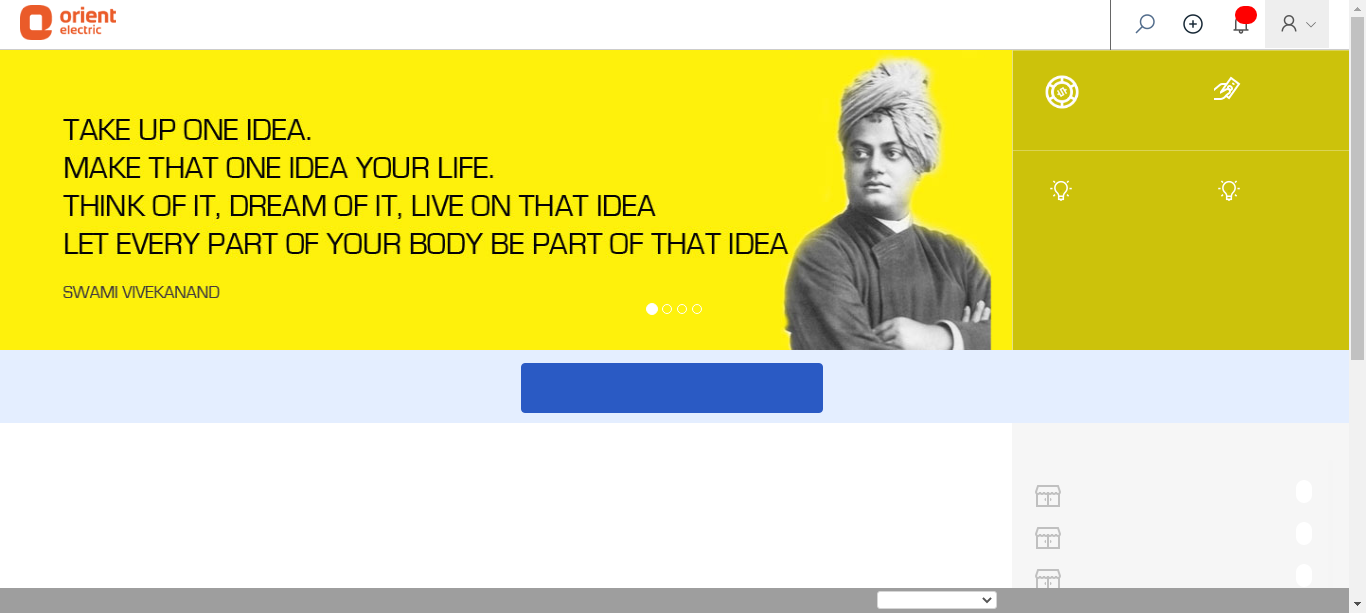 orient
electric
TAKE UP ONE IDEA.
MAKE THAT ONE IDEA YOUR LIFE.
THINK OF IT, DREAM OF IT, LIVE ON THAT IDEA
LET EVERY PART OF YOUR BODY BE PART OF THAT IDEA
SWAMI VIVEKANAND